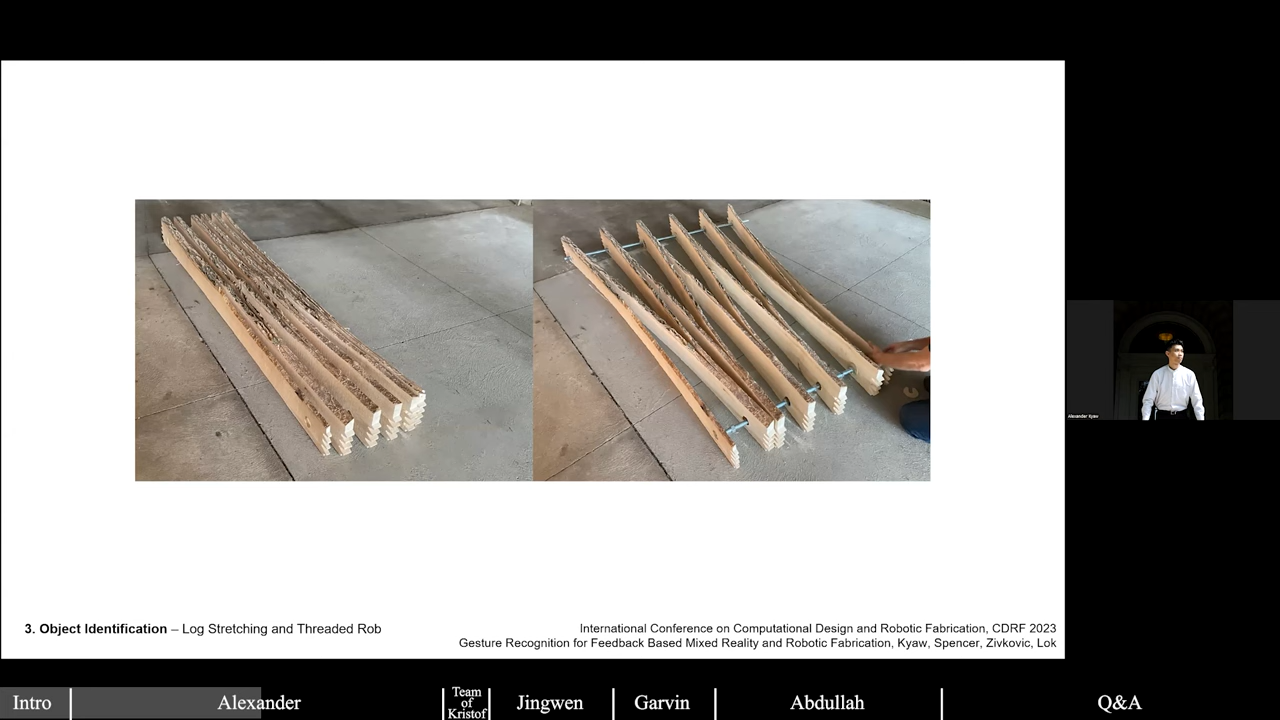 3. Object Identification – Log Stretching and Threaded Rob
International Conference on Computational Design and Robotic Fabrication, CDRF 2023
Gesture Recognition for Feedback Based Mixed Reality and Robotic Fabrication, Kyaw, Spencer, Zivkovic, Lok
Alexander Kyaw
Intro
Alexander
Team
of
Kristof
Jingwen
Garvin
Abdullah
Q&A